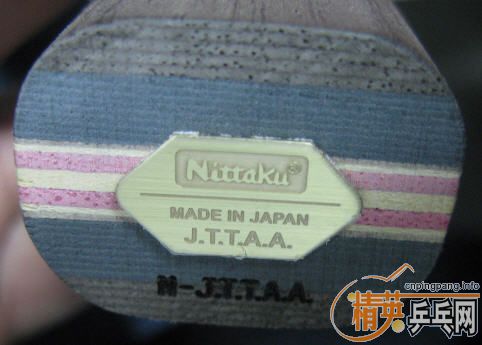 Nittaku®
MADE IN JAPAN
J.T.T.A.A.
N-J.T.T.A.A.
cnpingpang.info
精英乒乓网